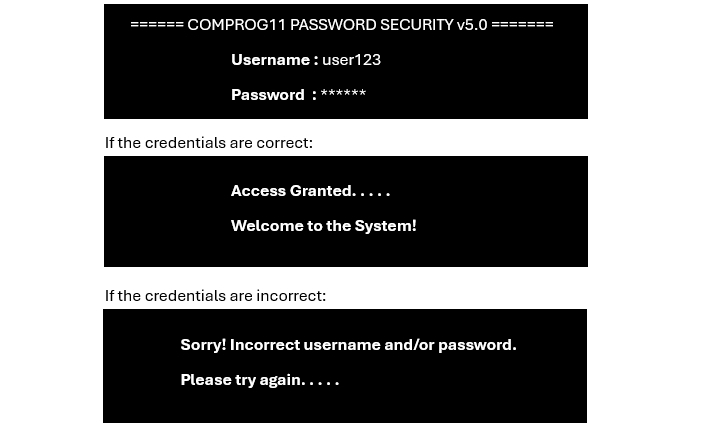 ====== COMPROG11 PASSWORD SECURITY v5.0 =======
Username : user123
Password : ******
If the credentials are correct:
Access Granted. . . . .
Welcome to the System!
If the credentials are incorrect:
Sorry! Incorrect username and/or password.
Please try again. . . . .